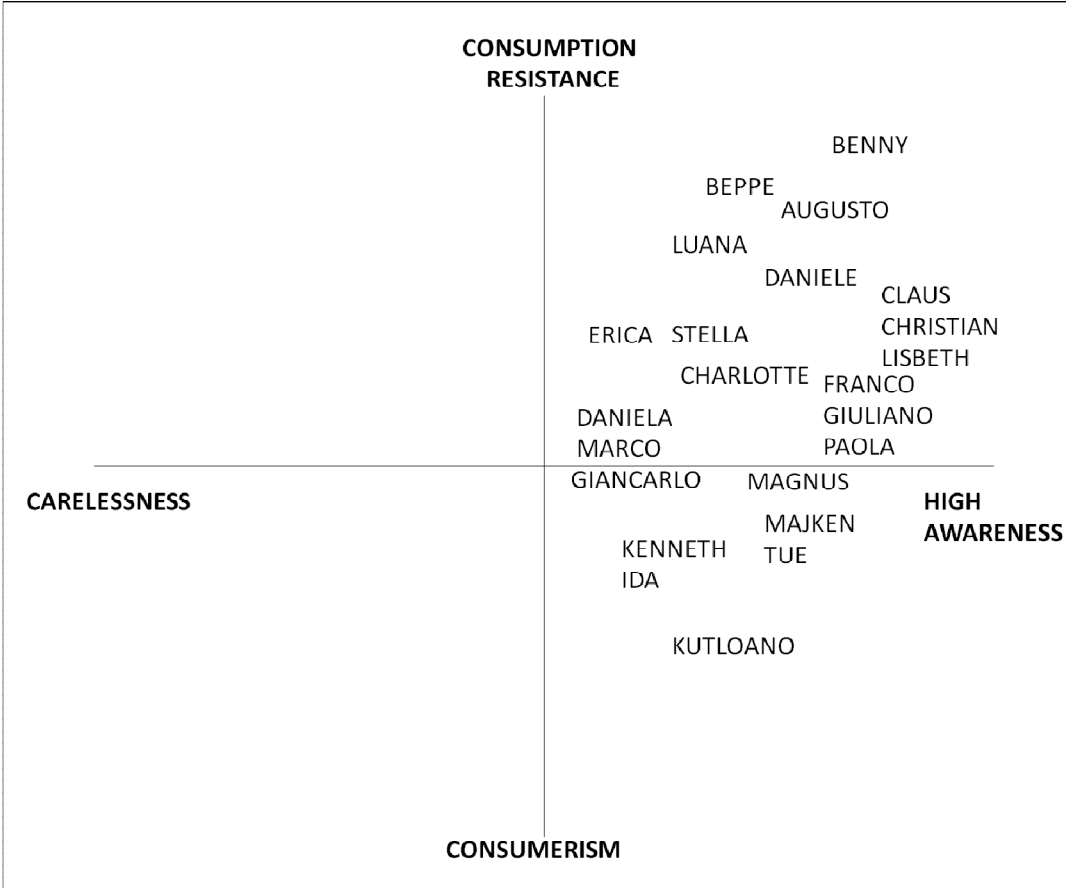 CONSUMPTION
RESISTANCE
BENNY
BEPPE
AUGUSTO
LUANA
DANIELE
CLAUS
CHRISTIAN
LISBETH
ERICA
STELLA
CHARLOTTE
FRANCO
GIULIANO
PAOLA
DANIELA
MARCO
GIANCARLO
MAGNUS
CARELESSNESS
HIGH
AWARENESS
MAJKEN
TUE
KENNETH
IDA
KUTLOANO
CONSUMERISM